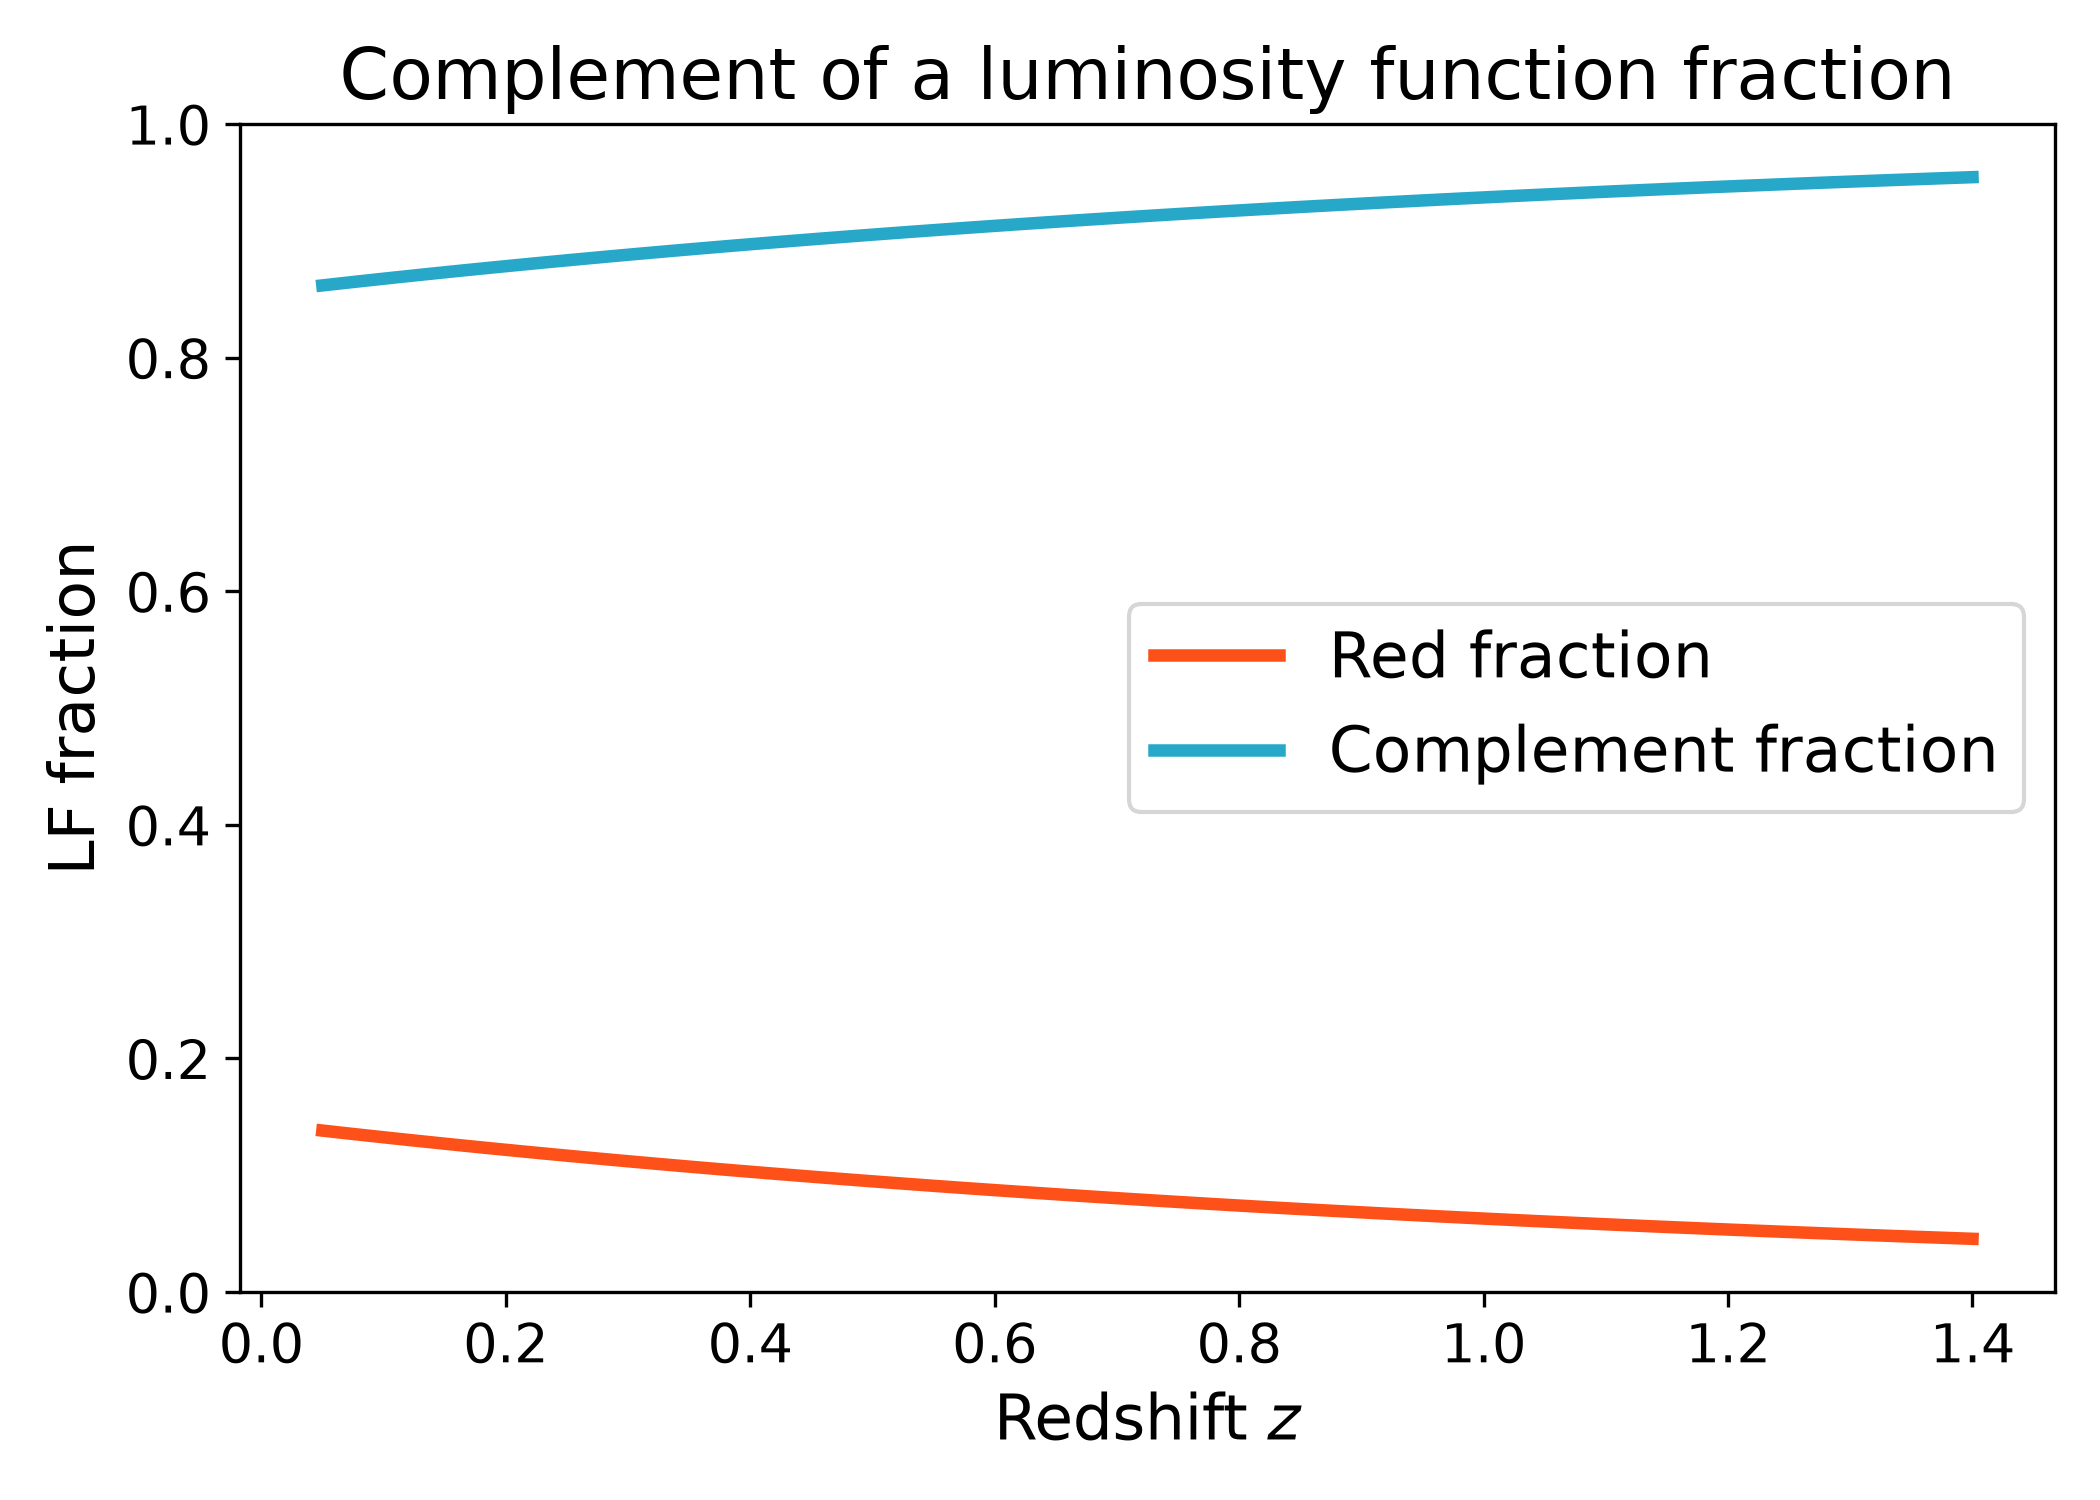 Complement of a luminosity function fraction
1.0
0.8
0.6
0.4
0.2
0.0
LF fraction
Red fraction
Complement fraction
0.0 0.2 0.4 0.6 0.8 1.0 1.2 1.4
Redshift z